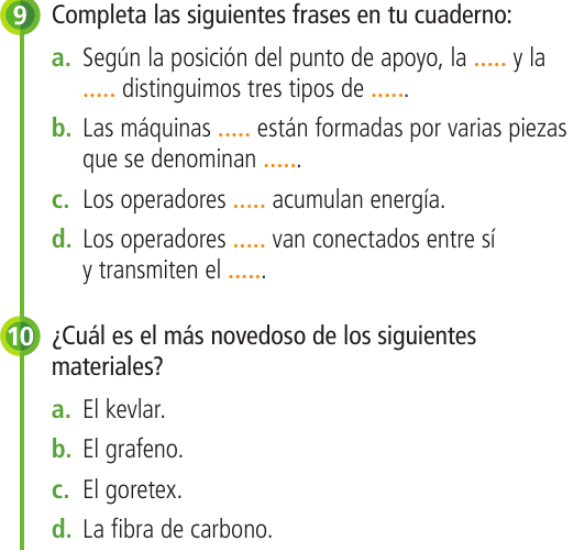 9 Completa las siguientes frases en tu cuaderno:
a. Según la posición del punto de apoyo, la ..... y la
..... distinguimos tres tipos de ......
b. Las máquinas ..... están formadas por varias piezas
que se denominan ......
c. Los operadores ..... acumulan energía.
d. Los operadores ..... van conectados entre sí
y transmiten el ......
10 ¿Cuál es el más novedoso de los siguientes
materiales?
a. El kevlar.
b. El grafeno.
c. El goretex.
d. La fibra de carbono.